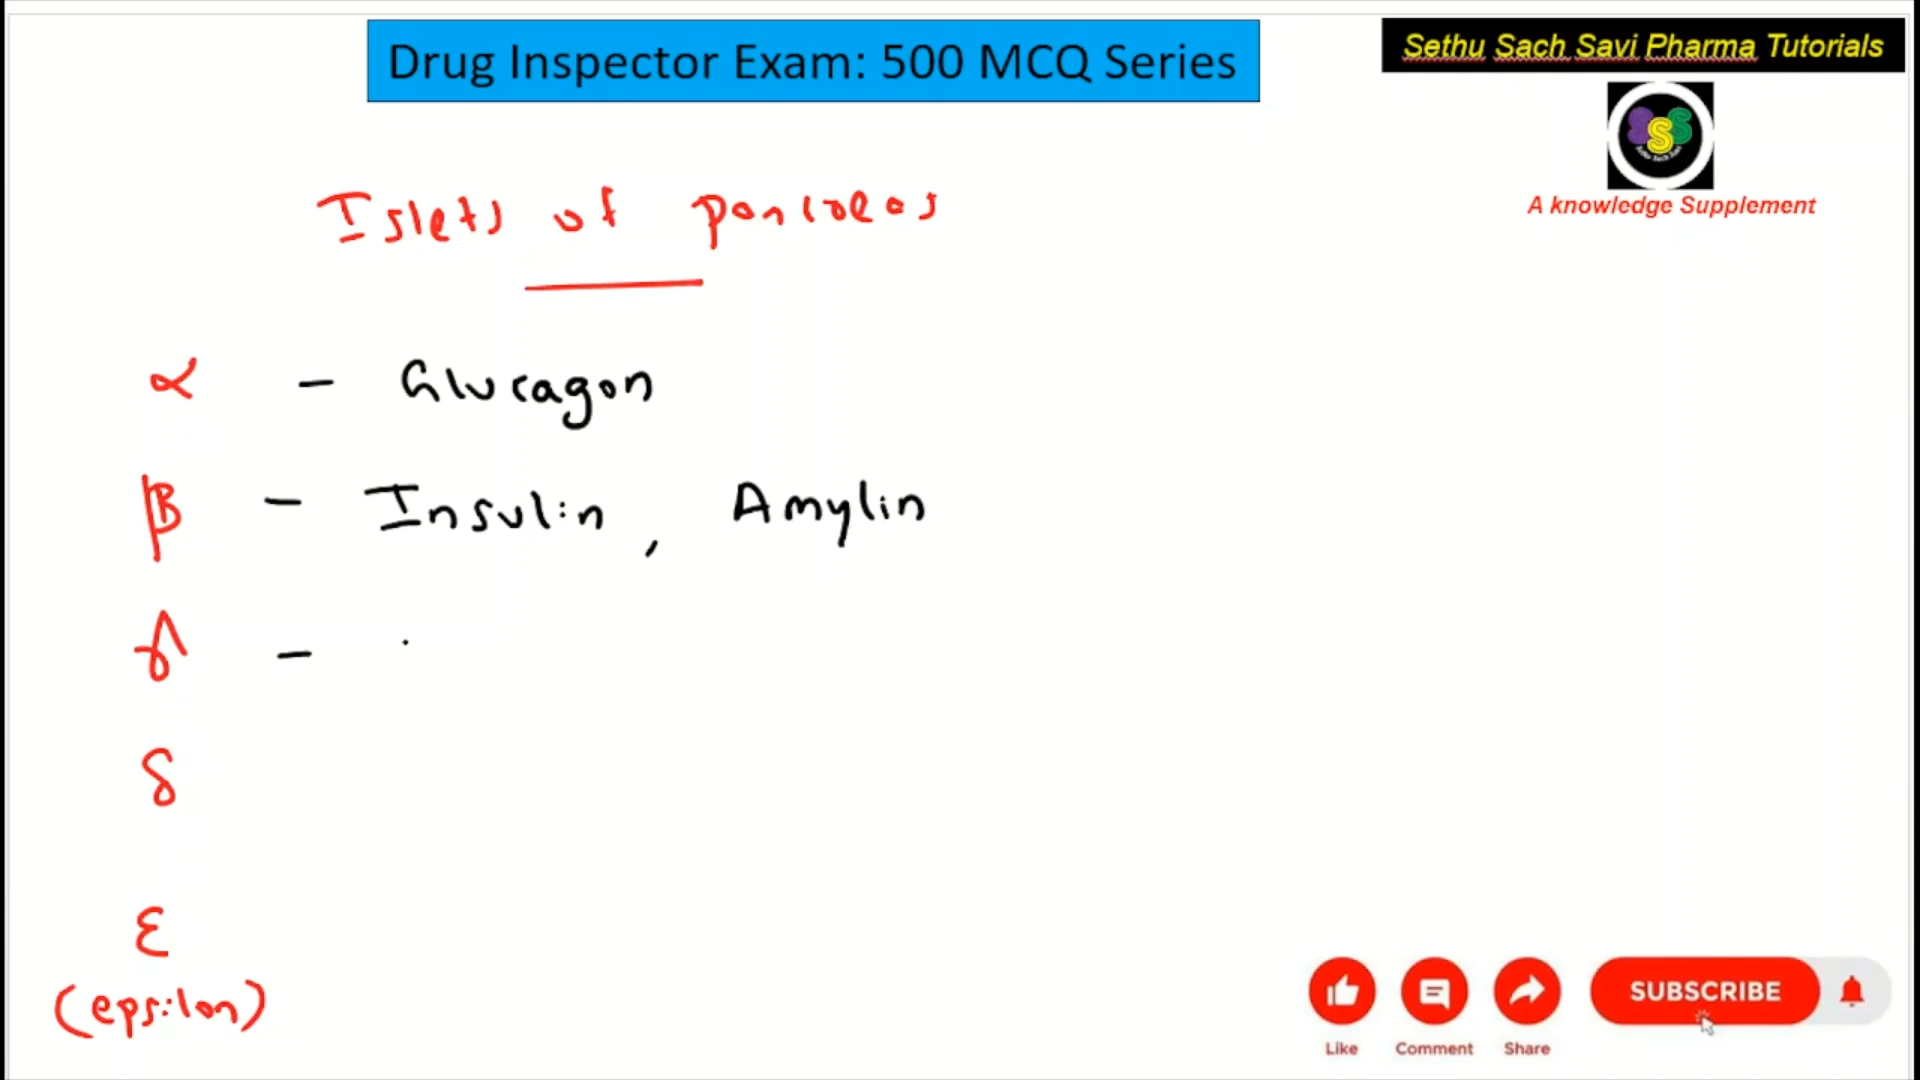 Drug Inspector Exam: 500 MCQ Series
Sethu Sach Savi Pharma Tutorials
SSS
A knowledge Supplement
Islets of pancreas
α - Glucagon
β - Insulin, Amylin
γ -
δ
ε
(epsilon)
SUBSCRIBE
Like Comment Share